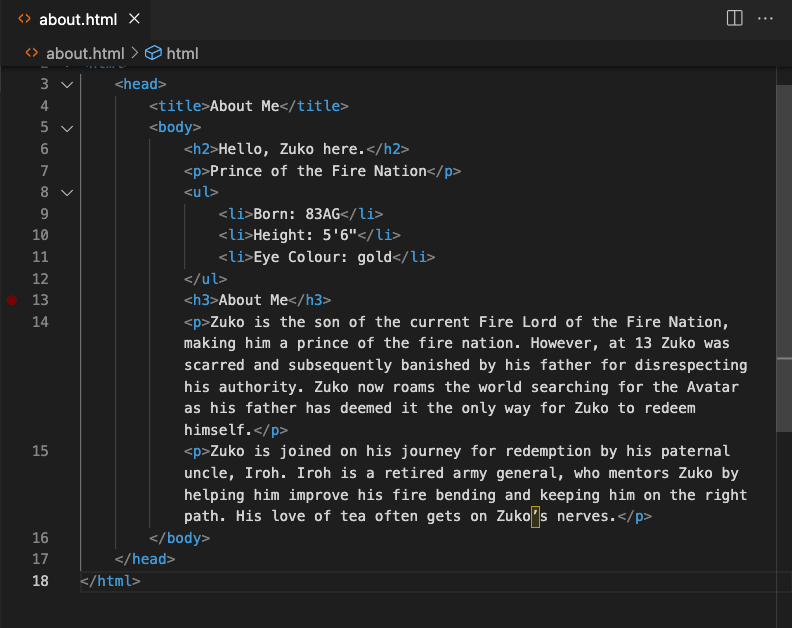 about.html
about.html > html
3 <head>
4 <title>About Me</title>
5 <body>
6 <h2>Hello, Zuko here.</h2>
7 <p>Prince of the Fire Nation</p>
8 <ul>
9 <li>Born: 83AG</li>
10 <li>Height: 5'6"</li>
11 <li>Eye Colour: gold</li>
12 </ul>
13 <h3>About Me</h3>
14 <p>Zuko is the son of the current Fire Lord of the Fire Nation,
making him a prince of the fire nation. However, at 13 Zuko was
scarred and subsequently banished by his father for disrespecting
his authority. Zuko now roams the world searching for the Avatar
as his father has deemed it the only way for Zuko to redeem
himself.</p>
15 <p>Zuko is joined on his journey for redemption by his paternal
uncle, Iroh. Iroh is a retired army general, who mentors Zuko by
helping him improve his fire bending and keeping him on the right
path. His love of tea often gets on Zuko’s nerves.</p>
16 </body>
17 </head>
18 </html>